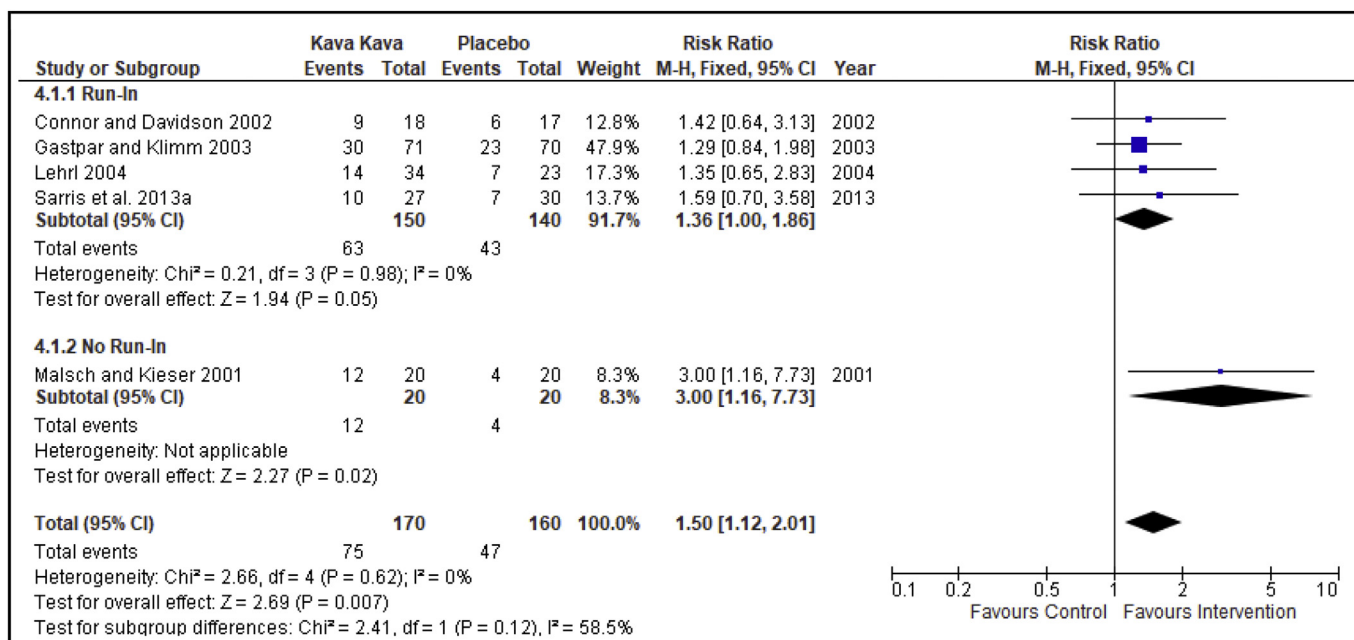 Kava Kava Placebo Risk Ratio Risk Ratio
Study or Subgroup Events Total Events Total Weight M-H, Fixed, 95% CI Year M-H, Fixed, 95% CI
4.1.1 Run-In
Connor and Davidson 2002 9 18 6 17 12.8% 1.42 [0.64, 3.13] 2002
Gastpar and Klimm 2003 30 71 23 70 47.9% 1.29 [0.84, 1.98] 2003
Lehrl 2004 14 34 7 23 17.3% 1.35 [0.65, 2.83] 2004
Sarris et al. 2013a 10 27 7 30 13.7% 1.59 [0.70, 3.58] 2013
Subtotal (95% CI) 150 140 91.7% 1.36 [1.00, 1.86]
Total events 63 43
Heterogeneity: Chi² = 0.21, df = 3 (P = 0.98); I² = 0%
Test for overall effect: Z = 1.94 (P = 0.05)
4.1.2 No Run-In
Malsch and Kieser 2001 12 20 4 20 8.3% 3.00 [1.16, 7.73] 2001
Subtotal (95% CI) 20 20 8.3% 3.00 [1.16, 7.73]
Total events 12 4
Heterogeneity: Not applicable
Test for overall effect: Z = 2.27 (P = 0.02)
Total (95% CI) 170 160 100.0% 1.50 [1.12, 2.01]
Total events 75 47
Heterogeneity: Chi² = 2.66, df = 4 (P = 0.62); I² = 0%
Test for overall effect: Z = 2.69 (P = 0.007)
Test for subgroup differences: Chi² = 2.41, df = 1 (P = 0.12), I² = 58.5%
0.1 0.2 0.5 1 2 5 10
Favours Control Favours Intervention